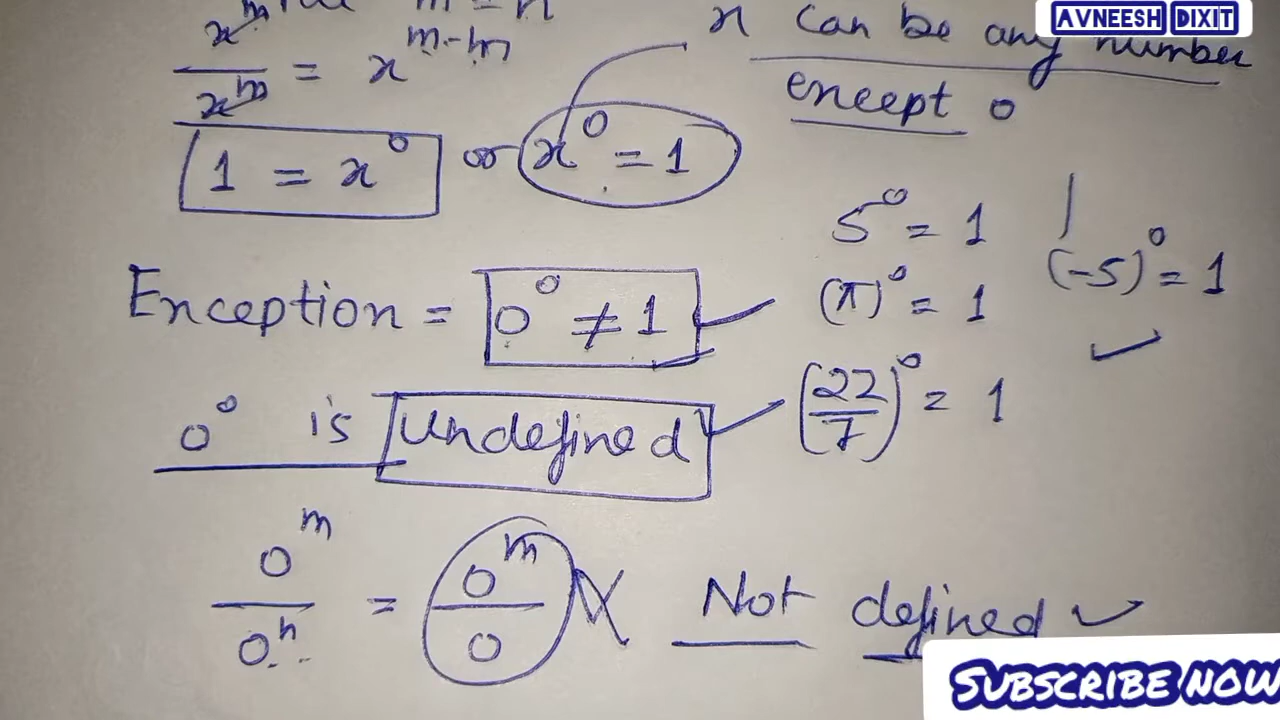 AVNEESH DIXIT
m = n
x can be any number
except 0
x^m / x^m = x^(m-m)
1 = x^0 or x^0 = 1
5^0 = 1
(-5)^0 = 1
Exception = 0^0 ≠ 1
(π)^0 = 1
0^0 is Undefined
(22/7)^0 = 1
0^m / 0^n = 0^m / 0 Not defined
SUBSCRIBE NOW